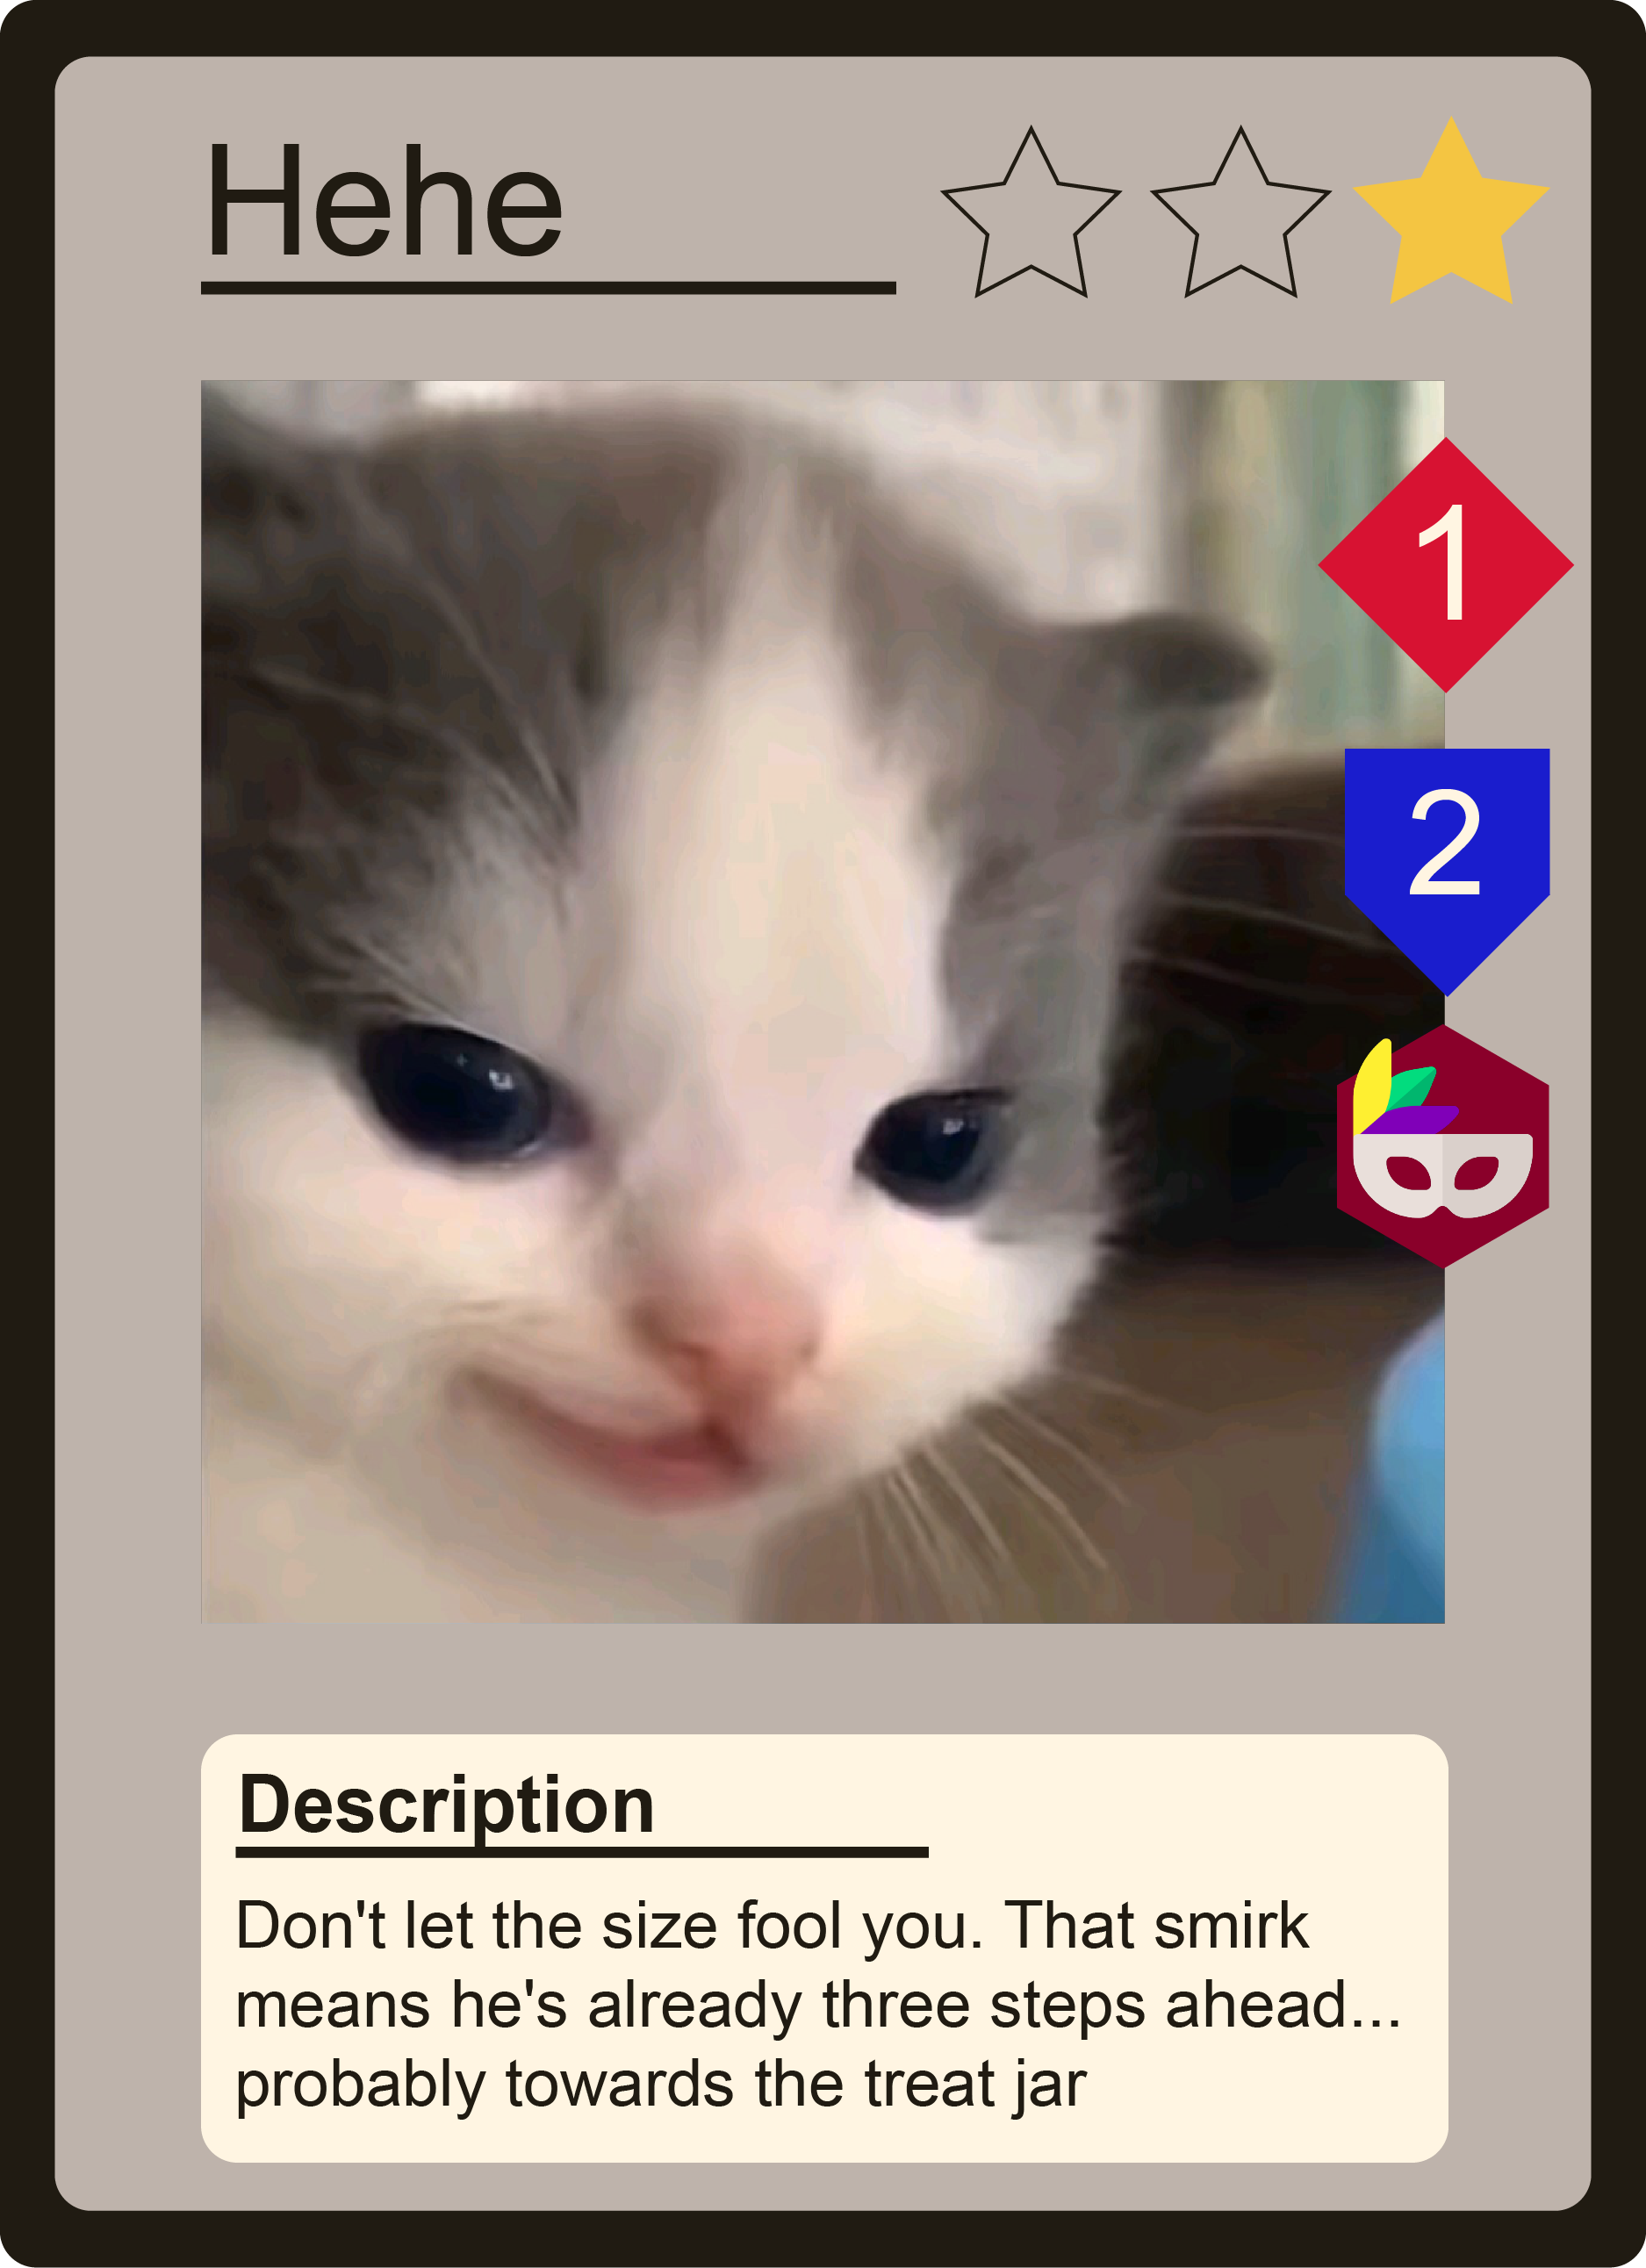 Hehe
1
2
Description
Don't let the size fool you. That smirk
means he's already three steps ahead...
probably towards the treat jar